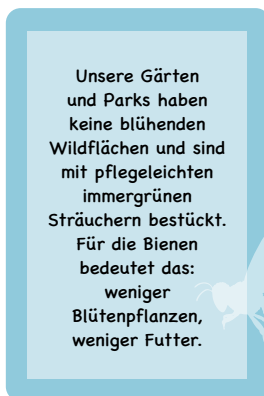 Unsere Gärten
und Parks haben
keine blühenden
Wildflächen und sind
mit pflegeleichten
immergrünen
Sträuchern bestückt.
Für die Bienen
bedeutet das:
weniger
Blütenpflanzen,
weniger Futter.